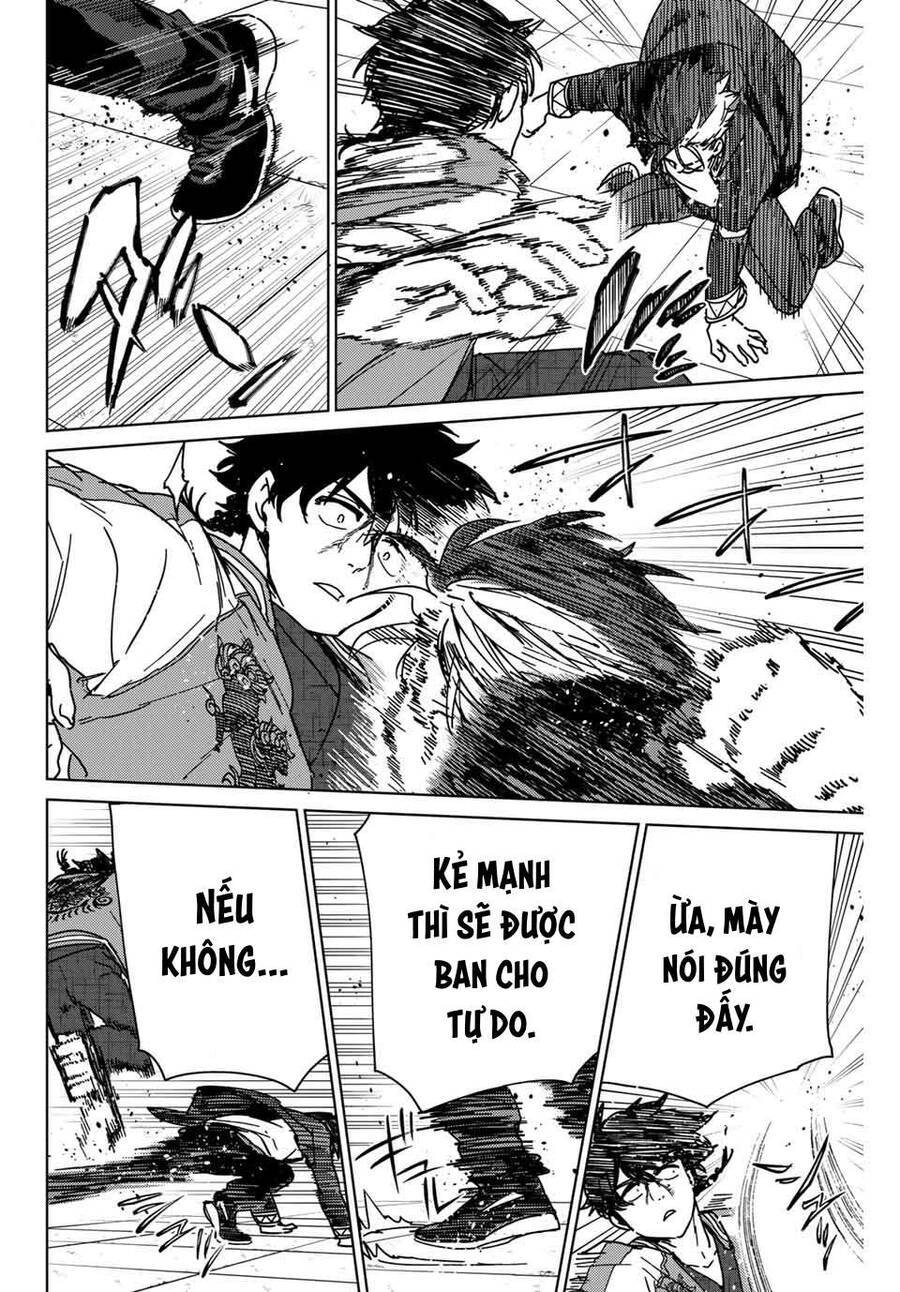 ỪA, MÀY
NÓI ĐÚNG
ĐẤY.
KẺ MẠNH
THÌ SẼ ĐƯỢC
BAN CHO
TỰ DO.
NẾU
KHÔNG...